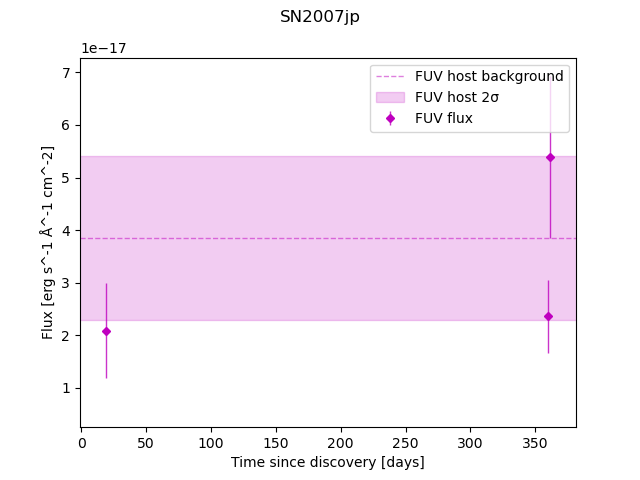 SN2007jp
1e−17
FUV host background
FUV host 2σ
FUV flux
7
6
5
4
3
2
1
Flux [erg s^-1 Å^-1 cm^-2]
0 50 100 150 200 250 300 350
Time since discovery [days]